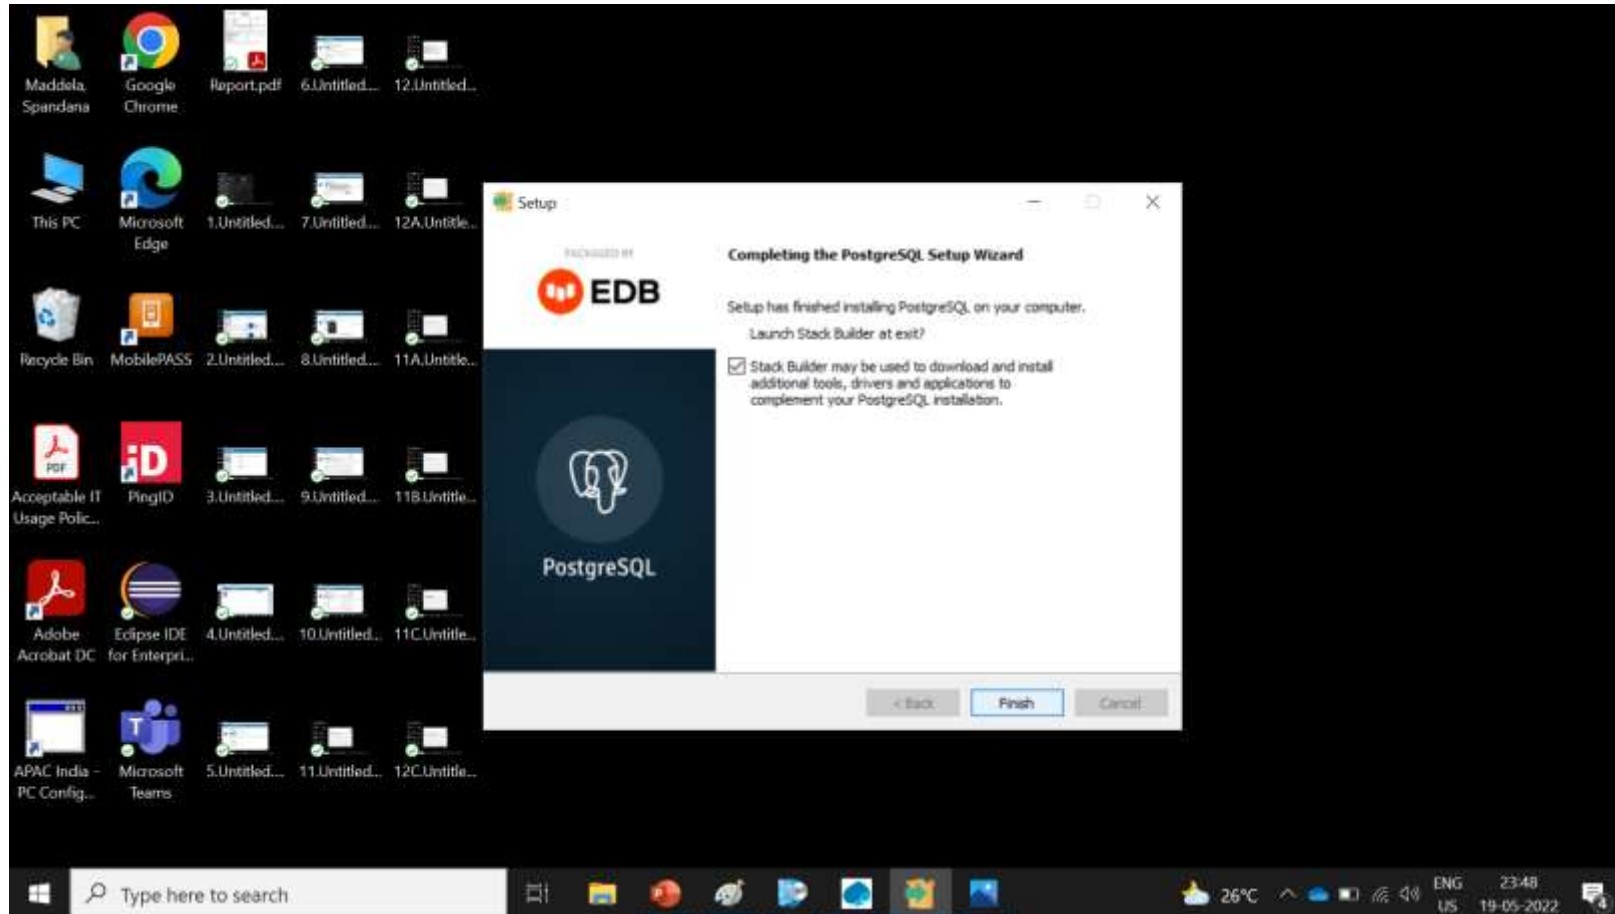 Maddela,
Spandana
Google
Chrome
Report.pdf
6.Untitled....
12.Untitled...
This PC
Microsoft
Edge
1.Untitled....
7.Untitled....
12A.Untitle...
Recycle Bin
MobilePASS
2.Untitled....
8.Untitled....
11A.Untitle...
PDF
Acceptable IT
Usage Polic...
iD
PingID
3.Untitled....
9.Untitled....
11B.Untitle...
Adobe
Acrobat DC
Eclipse IDE
for Enterpri...
4.Untitled....
10.Untitled...
11C.Untitle...
APAC India -
PC Config...
T
Microsoft
Teams
5.Untitled....
11.Untitled...
12C.Untitle...
Setup
PACKAGED BY
EDB
PostgreSQL
Completing the PostgreSQL Setup Wizard
Setup has finished installing PostgreSQL on your computer.
Launch Stack Builder at exit?
Stack Builder may be used to download and install
additional tools, drivers and applications to
complement your PostgreSQL installation.
< Back
Finish
Cancel
Type here to search
26°C
ENG
US
23:48
19-05-2022
4